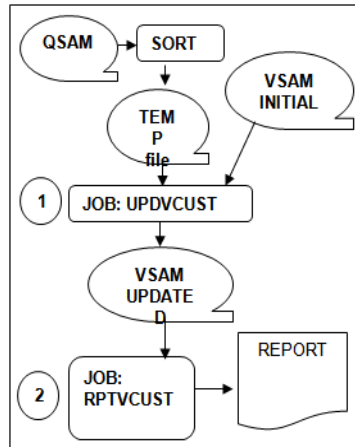 QSAM
SORT
VSAM
INITIAL
TEM
P
file
1
JOB: UPDVCUST
VSAM
UPDATE
D
REPORT
2
JOB:
RPTVCUST